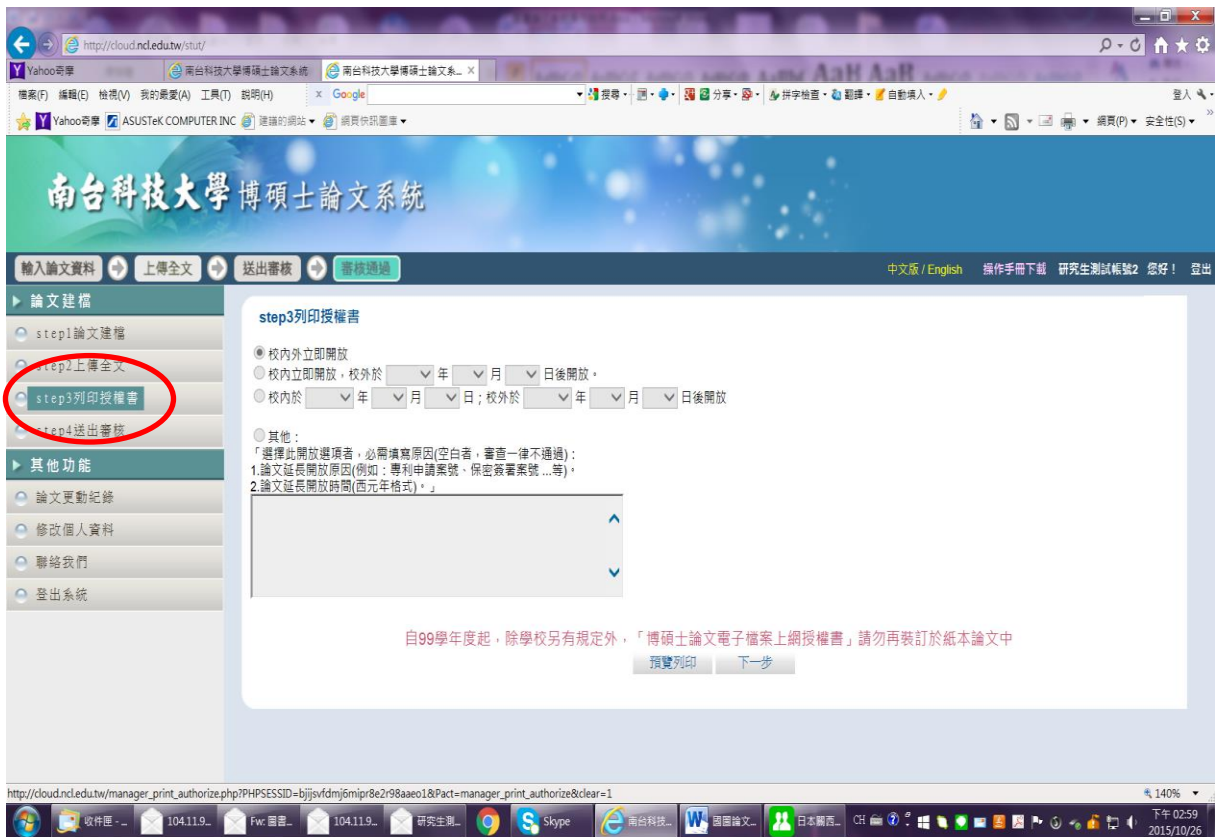 http://cloud.ncl.edu.tw/stut/
Yahoo奇摩
南台科技大學博碩士論文系統
南台科技大學博碩士論文系...
檔案(F) 編輯(E) 檢視(V) 我的最愛(A) 工具(T) 說明(H)
x Google
搜尋
分享
拼字檢查
翻譯
自動填入
登入
Yahoo奇摩 ASUSTeK COMPUTER INC 建議的網站 網頁快訊圖庫
網頁(P) 安全性(S)
南台科技大學 博碩士論文系統
輸入論文資料 上傳全文 送出審核 審核通過
中文版 / English 操作手冊下載 研究生測試帳號2 您好! 登出
論文建檔
step1論文建檔
step2上傳全文
step3列印授權書
step4送出審核
其他功能
論文更動紀錄
修改個人資料
聯絡我們
登出系統
step3列印授權書
校內外立即開放
校內立即開放,校外於 年 月 日後開放。
校內於 年 月 日;校外於 年 月 日後開放
其他:
「選擇此開放選項者,必需填寫原因(空白者,審查一律不通過):
1.論文延長開放原因(例如:專利申請案號、保密簽署案號 ...等)。
2.論文延長開放時間(西元年格式)。」
自99學年度起,除學校另有規定外,「博碩士論文電子檔案上網授權書」請勿再裝訂於紙本論文中
預覽列印 下一步
http://cloud.ncl.edu.tw/manager_print_authorize.php?PHPSESSID=bjijsvfdmj6mipr8e2r98aaeo1&Pact=manager_print_authorize&clear=1
140%
收件匣 - ... 104.11.9... Fw: 圖書... 104.11.9... 研究生測... Skype 南台科技... 國圖論文... 日本關西... CH
下午 02:59
2015/10/26